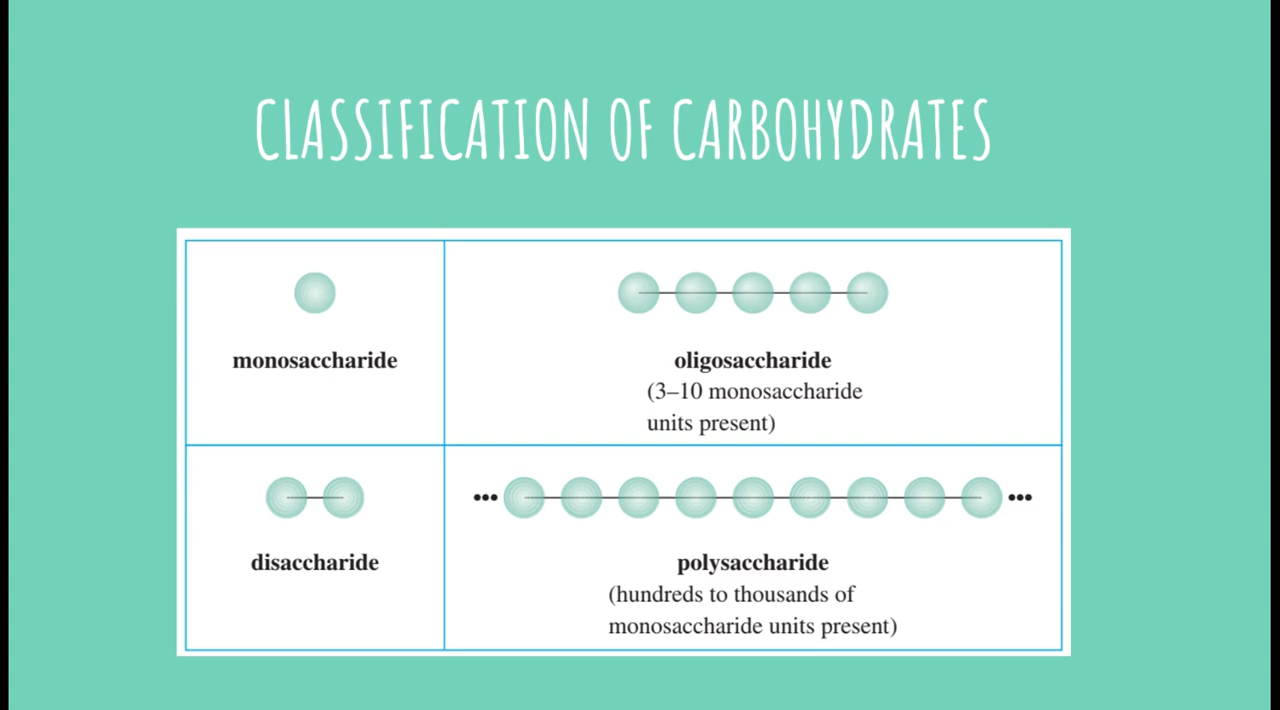 CLASSIFICATION OF CARBOHYDRATES
monosaccharide
oligosaccharide
(3–10 monosaccharide
units present)
disaccharide
••• •••
polysaccharide
(hundreds to thousands of
monosaccharide units present)